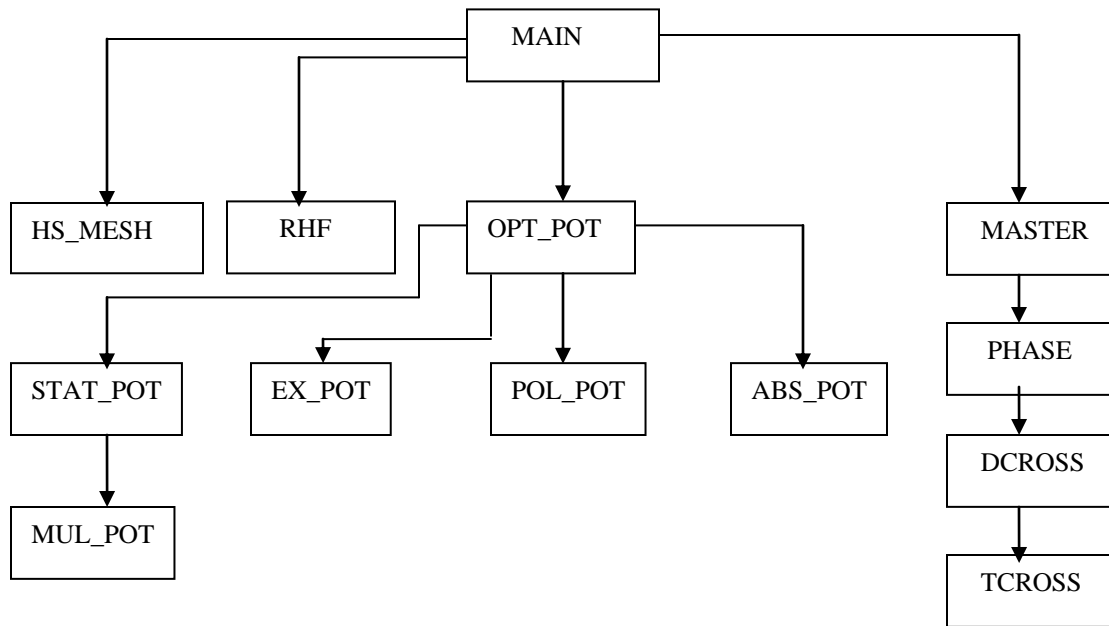 MAIN
HS_MESH
RHF
OPT_POT
MASTER
PHASE
STAT_POT
EX_POT
POL_POT
ABS_POT
DCROSS
MUL_POT
TCROSS